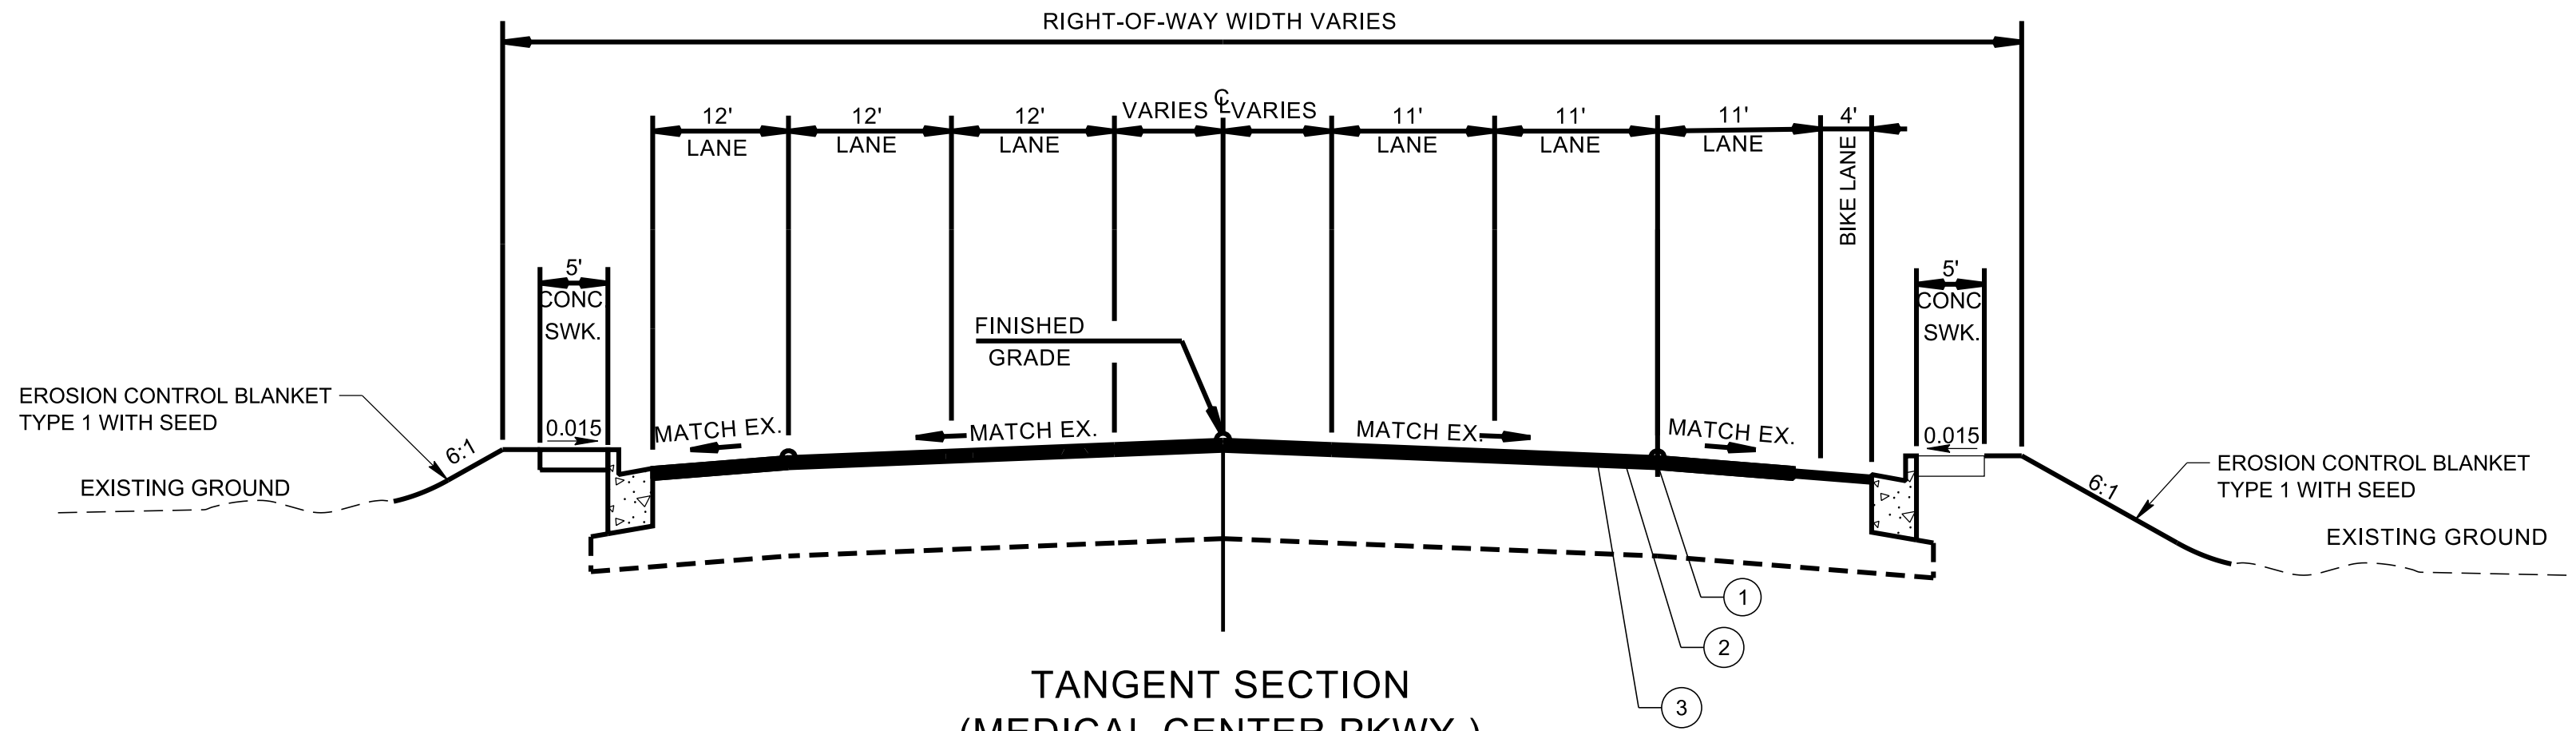 RIGHT-OF-WAY WIDTH VARIES
12' LANE
12' LANE
12' LANE
VARIES ℄ VARIES
11' LANE
11' LANE
11' LANE
4' BIKE LANE
5' CONC SWK.
5' CONC SWK.
FINISHED
GRADE
EROSION CONTROL BLANKET
TYPE 1 WITH SEED
6:1
0.015
MATCH EX.
MATCH EX.
MATCH EX.
MATCH EX.
0.015
6:1
EROSION CONTROL BLANKET
TYPE 1 WITH SEED
EXISTING GROUND
EXISTING GROUND
1
2
3
TANGENT SECTION
(MEDICAL CENTER PKWY.)